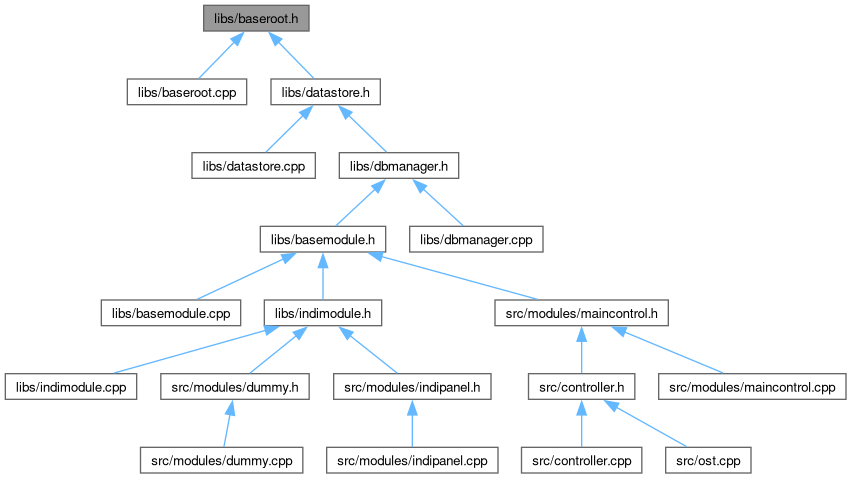 libs/baseroot.h
libs/baseroot.cpp
libs/datastore.h
libs/datastore.cpp
libs/dbmanager.h
libs/basemodule.h
libs/dbmanager.cpp
libs/basemodule.cpp
libs/indimodule.h
src/modules/maincontrol.h
libs/indimodule.cpp
src/modules/dummy.h
src/modules/indipanel.h
src/controller.h
src/modules/maincontrol.cpp
src/modules/dummy.cpp
src/modules/indipanel.cpp
src/controller.cpp
src/ost.cpp